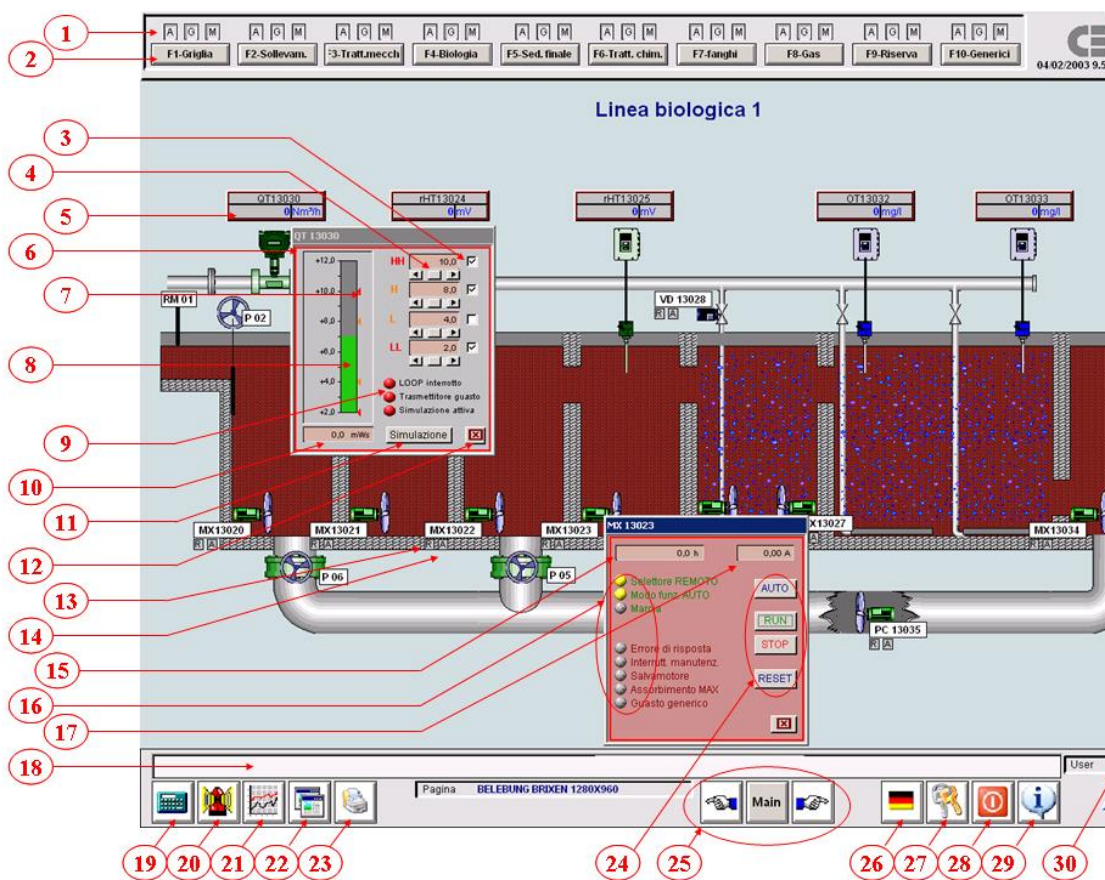 1
A G M A G M A G M A G M A G M A G M A G M A G M A G M A G M
2
F1-Griglia F2-Sollevam. F3-Tratt.mecch F4-Biologia F5-Sed. finale F6-Tratt. chim. F7-fanghi F8-Gas F9-Riserva F10-Generici
04/02/2003 9.5
Linea biologica 1
3
4
QT13030 rHT13024 rHT13025 OT13032 OT13033
5
0 Nm³/h 0 mV 0 mV 0 mg/l 0 mg/l
6
QT 13030
+12,0 HH 10,0
7
+10,0 H 8,0
RM 01
P 02
VD 13028
R A
+8,0 L 4,0
+6,0 LL 2,0
8
+4,0 LOOP interrotto
Trasmettitore guasto
+2,0 Simulazione attiva
9
0,0 mWs Simulazione
10
11
MX13020 MX13021 MX13022 MX13023 MX 13023 X13027 MX13034
R A R A R A
12
0,0 h 0,00 A
P 06 P 05
13
Selettore REMOTO
Modo funz. AUTO
Marcia
AUTO
RUN
STOP
RESET
14
PC 13035
R A
15
Errore di risposta
Interrutt. manutenz.
Salvamotore
Assorbimento MAX
Guasto generico
16
17
18
User
Pagina BELEBUNG BRIXEN 1280X960
Main
19 20 21 22 23 24 25 26 27 28 29 30